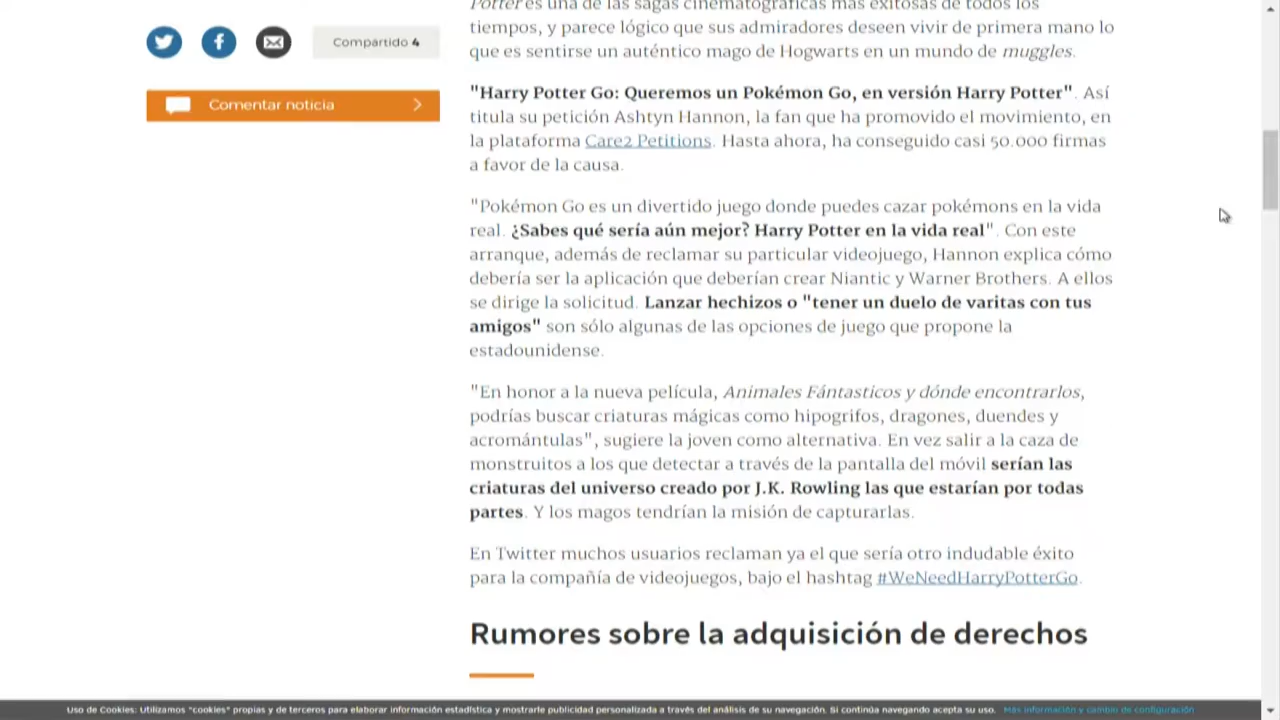 Potter es una de las sagas cinematográficas más exitosas de todos los
tiempos, y parece lógico que sus admiradores deseen vivir de primera mano lo
que es sentirse un auténtico mago de Hogwarts en un mundo de muggles.
Compartido 4
Comentar noticia
"Harry Potter Go: Queremos un Pokémon Go, en versión Harry Potter". Así
titula su petición Ashtyn Hannon, la fan que ha promovido el movimiento, en
la plataforma Care2 Petitions. Hasta ahora, ha conseguido casi 50.000 firmas
a favor de la causa.
"Pokémon Go es un divertido juego donde puedes cazar pokémons en la vida
real. ¿Sabes qué sería aún mejor? Harry Potter en la vida real". Con este
arranque, además de reclamar su particular videojuego, Hannon explica cómo
debería ser la aplicación que deberían crear Niantic y Warner Brothers. A ellos
se dirige la solicitud. Lanzar hechizos o "tener un duelo de varitas con tus
amigos" son sólo algunas de las opciones de juego que propone la
estadounidense.
"En honor a la nueva película, Animales Fántasticos y dónde encontrarlos,
podrías buscar criaturas mágicas como hipogrifos, dragones, duendes y
acromántulas", sugiere la joven como alternativa. En vez salir a la caza de
monstruitos a los que detectar a través de la pantalla del móvil serían las
criaturas del universo creado por J.K. Rowling las que estarían por todas
partes. Y los magos tendrían la misión de capturarlas.
En Twitter muchos usuarios reclaman ya el que sería otro indudable éxito
para la compañía de videojuegos, bajo el hashtag #WeNeedHarryPotterGo.
Rumores sobre la adquisición de derechos
Uso de Cookies: Utilizamos "cookies" propias y de terceros para elaborar información estadística y mostrarle publicidad personalizada a través del análisis de su navegación. Si continúa navegando acepta su uso. Más información y cambio de configuración